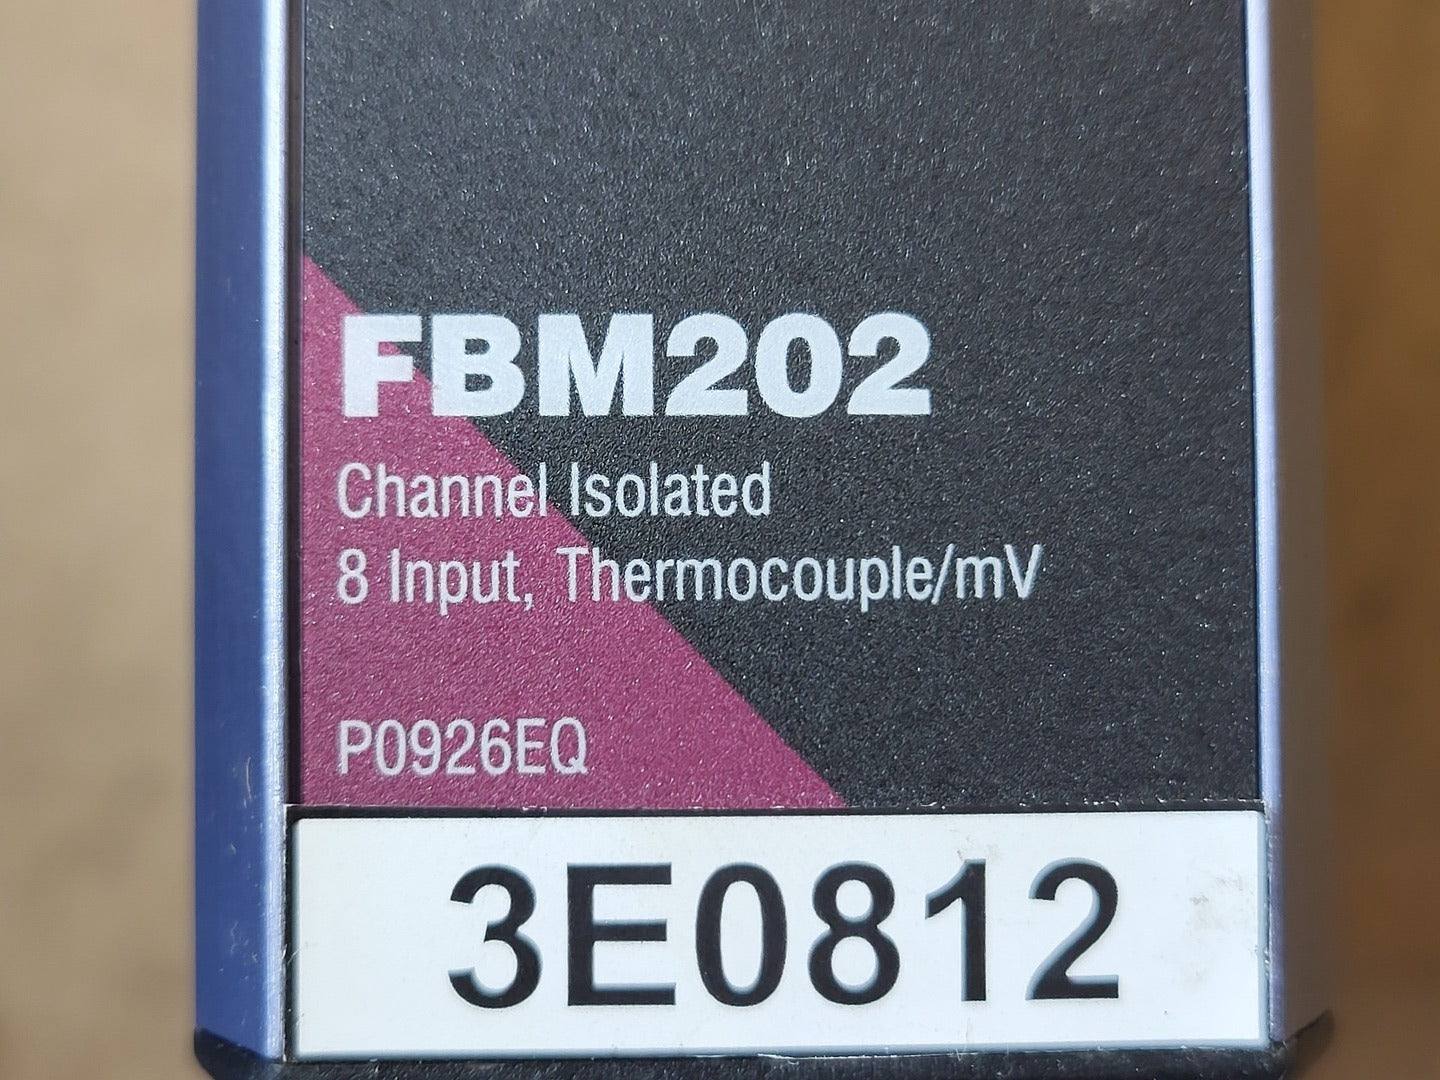 FBM202
Channel Isolated
8 Input, Thermocouple/mV
P0926EQ
3E0812